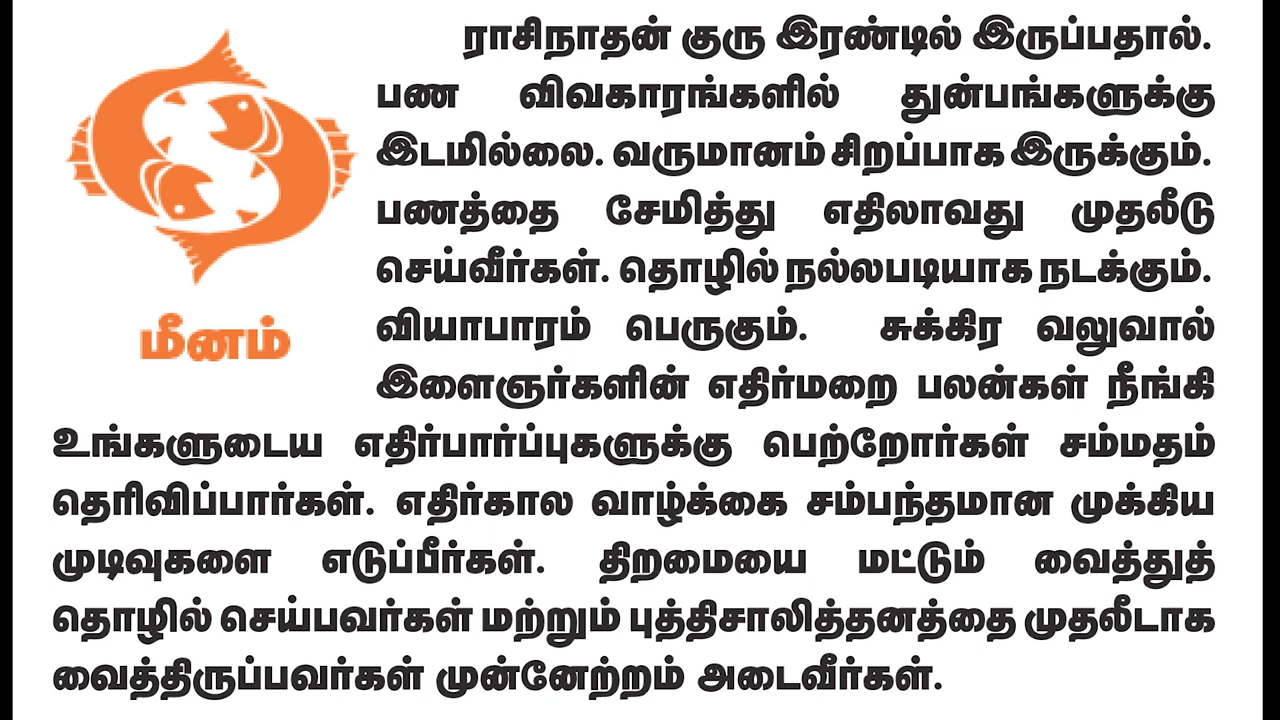 ராசிநாதன் குரு இரண்டில் இருப்பதால்.
பண விவகாரங்களில் துன்பங்களுக்கு
இடமில்லை. வருமானம் சிறப்பாக இருக்கும்.
பணத்தை சேமித்து எதிலாவது முதலீடு
செய்வீர்கள். தொழில் நல்லபடியாக நடக்கும்.
வியாபாரம் பெருகும். சுக்கிர வலுவால்
இளைஞர்களின் எதிர்மறை பலன்கள் நீங்கி
உங்களுடைய எதிர்பார்ப்புகளுக்கு பெற்றோர்கள் சம்மதம்
தெரிவிப்பார்கள். எதிர்கால வாழ்க்கை சம்பந்தமான முக்கிய
முடிவுகளை எடுப்பீர்கள். திறமையை மட்டும் வைத்துத்
தொழில் செய்பவர்கள் மற்றும் புத்திசாலித்தனத்தை முதலீடாக
வைத்திருப்பவர்கள் முன்னேற்றம் அடைவீர்கள்.
மீனம்